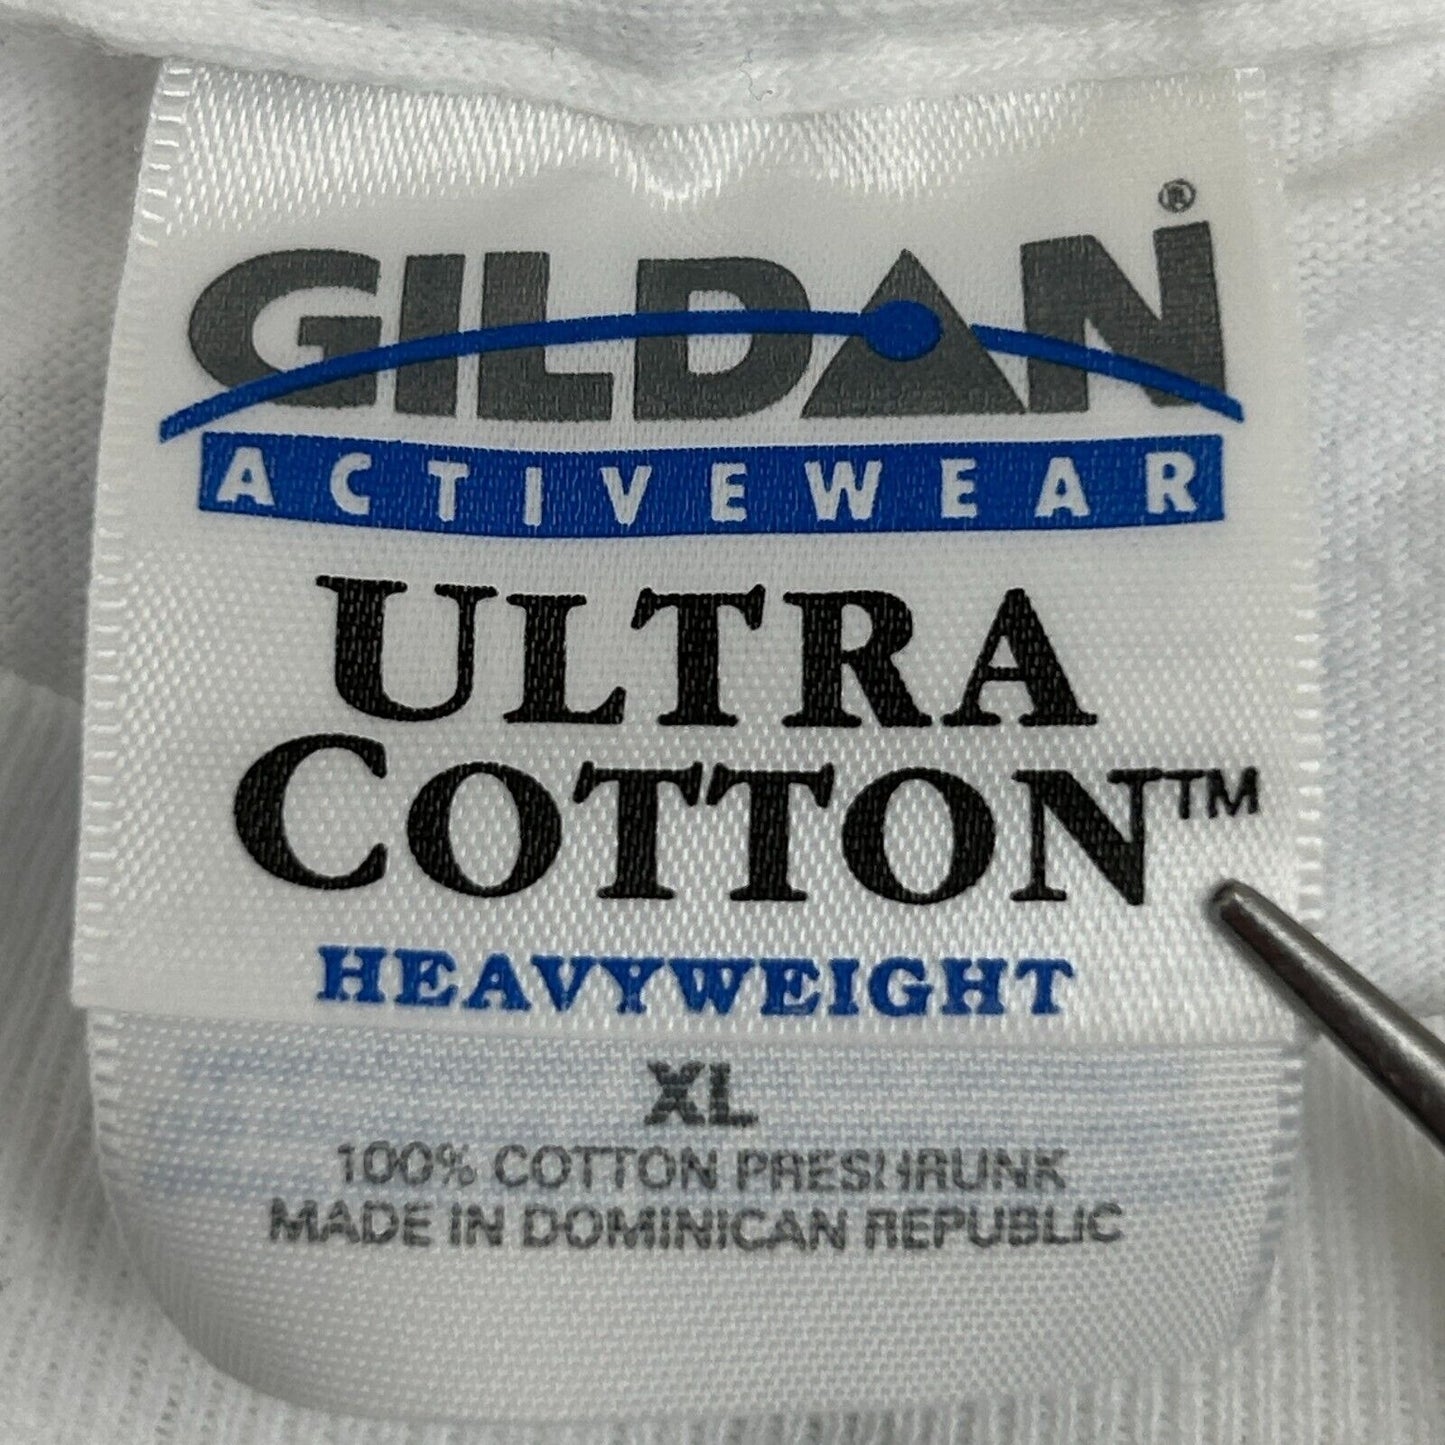 GILDAN®
ACTIVEWEAR
ULTRA
COTTON™
HEAVYWEIGHT
XL
100% COTTON PRESHRUNK
MADE IN DOMINICAN REPUBLIC